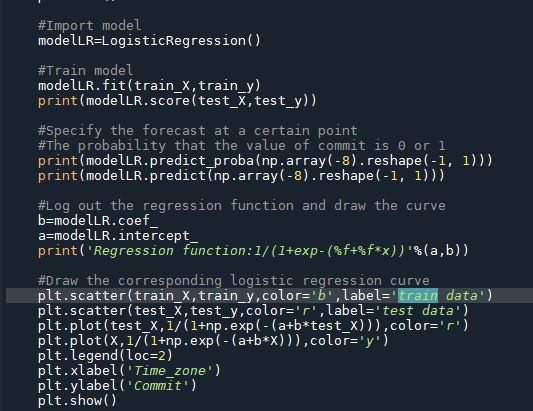 #Import model
modelLR=LogisticRegression()
#Train model
modelLR.fit(train_X,train_y)
print(modelLR.score(test_X,test_y))
#Specify the forecast at a certain point
#The probability that the value of commit is 0 or 1
print(modelLR.predict_proba(np.array(-8).reshape(-1, 1)))
print(modelLR.predict(np.array(-8).reshape(-1, 1)))
#Log out the regression function and draw the curve
b=modelLR.coef_
a=modelLR.intercept_
print('Regression function:1/(1+exp-(%f+%f*x))'%(a,b))
#Draw the corresponding logistic regression curve
plt.scatter(train_X,train_y,color='b',label='train data')
plt.scatter(test_X,test_y,color='r',label='test data')
plt.plot(test_X,1/(1+np.exp(-(a+b*test_X))),color='r')
plt.plot(X,1/(1+np.exp(-(a+b*X))),color='y')
plt.legend(loc=2)
plt.xlabel('Time_zone')
plt.ylabel('Commit')
plt.show()